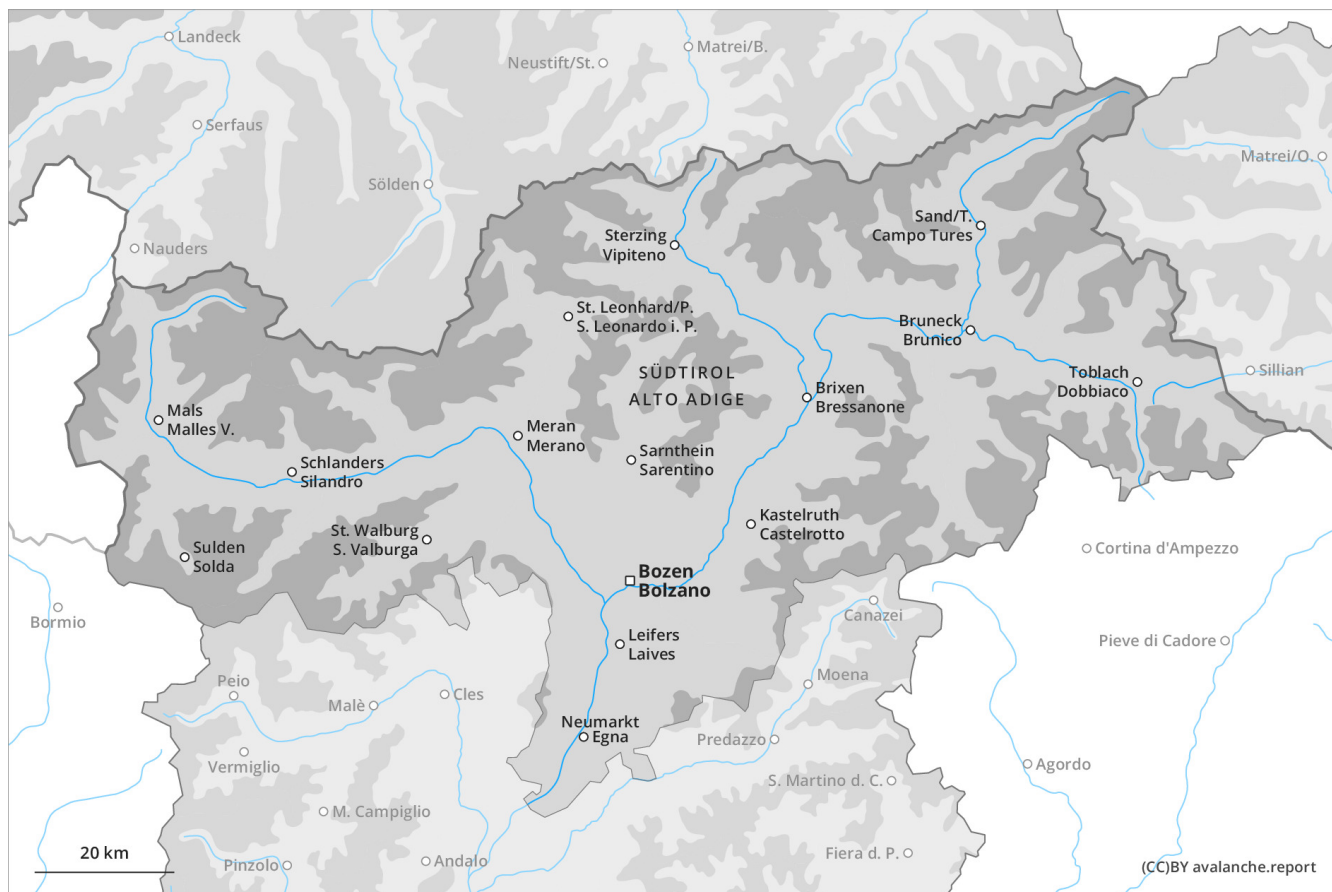 Landeck
Matrei/B.
Neustift/St.
Serfaus
Matrei/O.
Sölden
Sand/T.
Campo Tures
Sterzing
Vipiteno
Nauders
St. Leonhard/P.
S. Leonardo i. P.
Bruneck
Brunico
SÜDTIROL
ALTO ADIGE
Toblach
Dobbiaco
Sillian
Brixen
Bressanone
Mals
Malles V.
Meran
Merano
Sarnthein
Sarentino
Schlanders
Silandro
Kastelruth
Castelrotto
St. Walburg
S. Valburga
Sulden
Solda
Cortina d'Ampezzo
Bozen
Bolzano
Bormio
Canazei
Leifers
Laives
Pieve di Cadore
Peio
Moena
Malè
Cles
Neumarkt
Egna
Predazzo
Vermiglio
Agordo
S. Martino d. C.
M. Campiglio
20 km
Pinzolo
Andalo
Fiera d. P.
(CC)BY avalanche.report